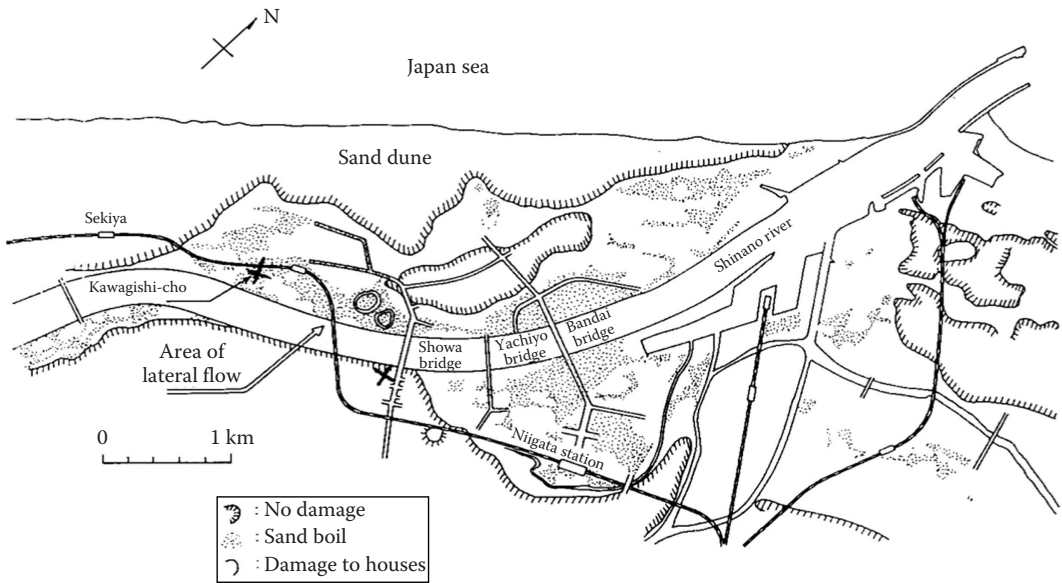 N
Japan sea
Sand dune
Sekiya
Kawagishi-cho
Shinano river
Bandai
bridge
Yachiyo
bridge
Showa
bridge
Area of
lateral flow
0 1 km
Niigata station
: No damage
: Sand boil
: Damage to houses